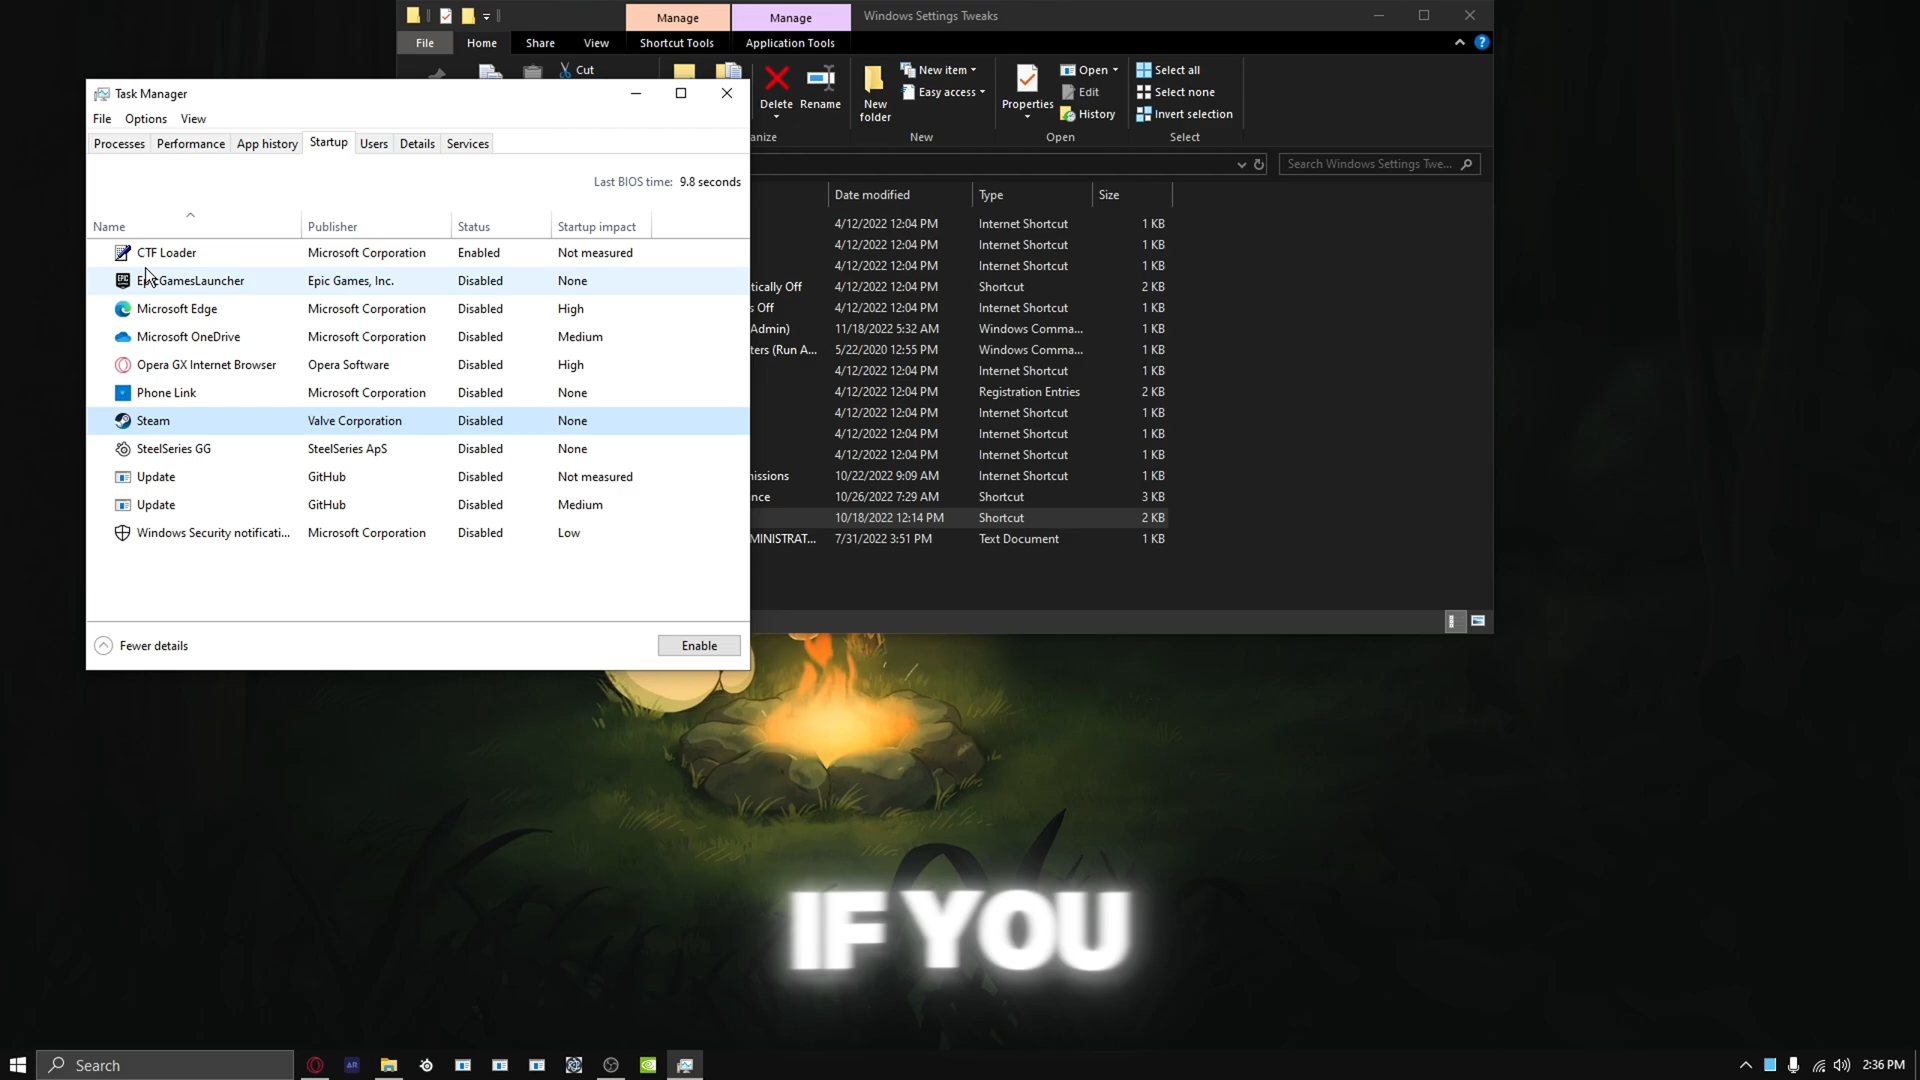 Manage
Manage
Windows Settings Tweaks
File
Home
Share
View
Shortcut Tools
Application Tools
Cut
Delete
Rename
New folder
New item
Easy access
Properties
Open
Edit
History
Select all
Select none
Invert selection
anize
New
Open
Select
Search Windows Settings Twe...
Date modified
Type
Size
4/12/2022 12:04 PM Internet Shortcut 1 KB
4/12/2022 12:04 PM Internet Shortcut 1 KB
4/12/2022 12:04 PM Internet Shortcut 1 KB
tically Off 4/12/2022 12:04 PM Shortcut 2 KB
s Off 4/12/2022 12:04 PM Internet Shortcut 1 KB
Admin) 11/18/2022 5:32 AM Windows Comma... 1 KB
ters (Run A... 5/22/2020 12:55 PM Windows Comma... 1 KB
4/12/2022 12:04 PM Internet Shortcut 1 KB
4/12/2022 12:04 PM Registration Entries 2 KB
4/12/2022 12:04 PM Internet Shortcut 1 KB
4/12/2022 12:04 PM Internet Shortcut 1 KB
4/12/2022 12:04 PM Internet Shortcut 1 KB
nissions 10/22/2022 9:09 AM Internet Shortcut 1 KB
nce 10/26/2022 7:29 AM Shortcut 3 KB
10/18/2022 12:14 PM Shortcut 2 KB
MINISTRAT... 7/31/2022 3:51 PM Text Document 1 KB
Task Manager
File Options View
Processes Performance App history Startup Users Details Services
Last BIOS time: 9.8 seconds
Name Publisher Status Startup impact
CTF Loader Microsoft Corporation Enabled Not measured
EpicGamesLauncher Epic Games, Inc. Disabled None
Microsoft Edge Microsoft Corporation Disabled High
Microsoft OneDrive Microsoft Corporation Disabled Medium
Opera GX Internet Browser Opera Software Disabled High
Phone Link Microsoft Corporation Disabled None
Steam Valve Corporation Disabled None
SteelSeries GG SteelSeries ApS Disabled None
Update GitHub Disabled Not measured
Update GitHub Disabled Medium
Windows Security notificati... Microsoft Corporation Disabled Low
Fewer details
Enable
IF YOU
Search
AR
2:36 PM